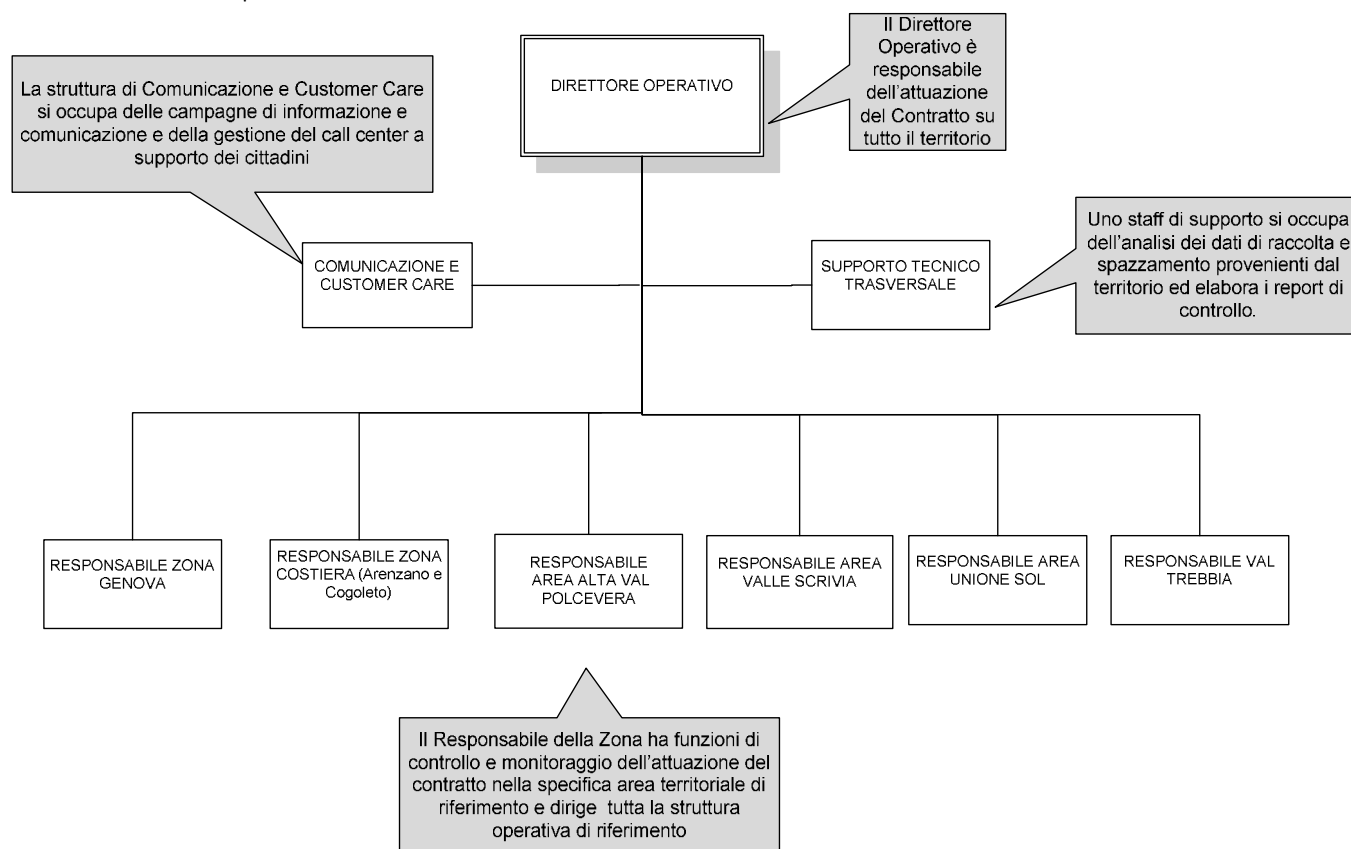 Il Direttore
Operativo è
responsabile
dell'attuazione
del Contratto su
tutto il territorio
DIRETTORE OPERATIVO
La struttura di Comunicazione e Customer Care
si occupa delle campagne di informazione e
comunicazione e della gestione del call center a
supporto dei cittadini
Uno staff di supporto si occupa
dell'analisi dei dati di raccolta e
spazzamento provenienti dal
territorio ed elabora i report di
controllo.
COMUNICAZIONE E
CUSTOMER CARE
SUPPORTO TECNICO
TRASVERSALE
RESPONSABILE ZONA
GENOVA
RESPONSABILE ZONA
COSTIERA (Arenzano e
Cogoleto)
RESPONSABILE
AREA ALTA VAL
POLCEVERA
RESPONSABILE AREA
VALLE SCRIVIA
RESPONSABILE AREA
UNIONE SOL
RESPONSABILE VAL
TREBBIA
Il Responsabile della Zona ha funzioni di
controllo e monitoraggio dell'attuazione del
contratto nella specifica area territoriale di
riferimento e dirige tutta la struttura
operativa di riferimento